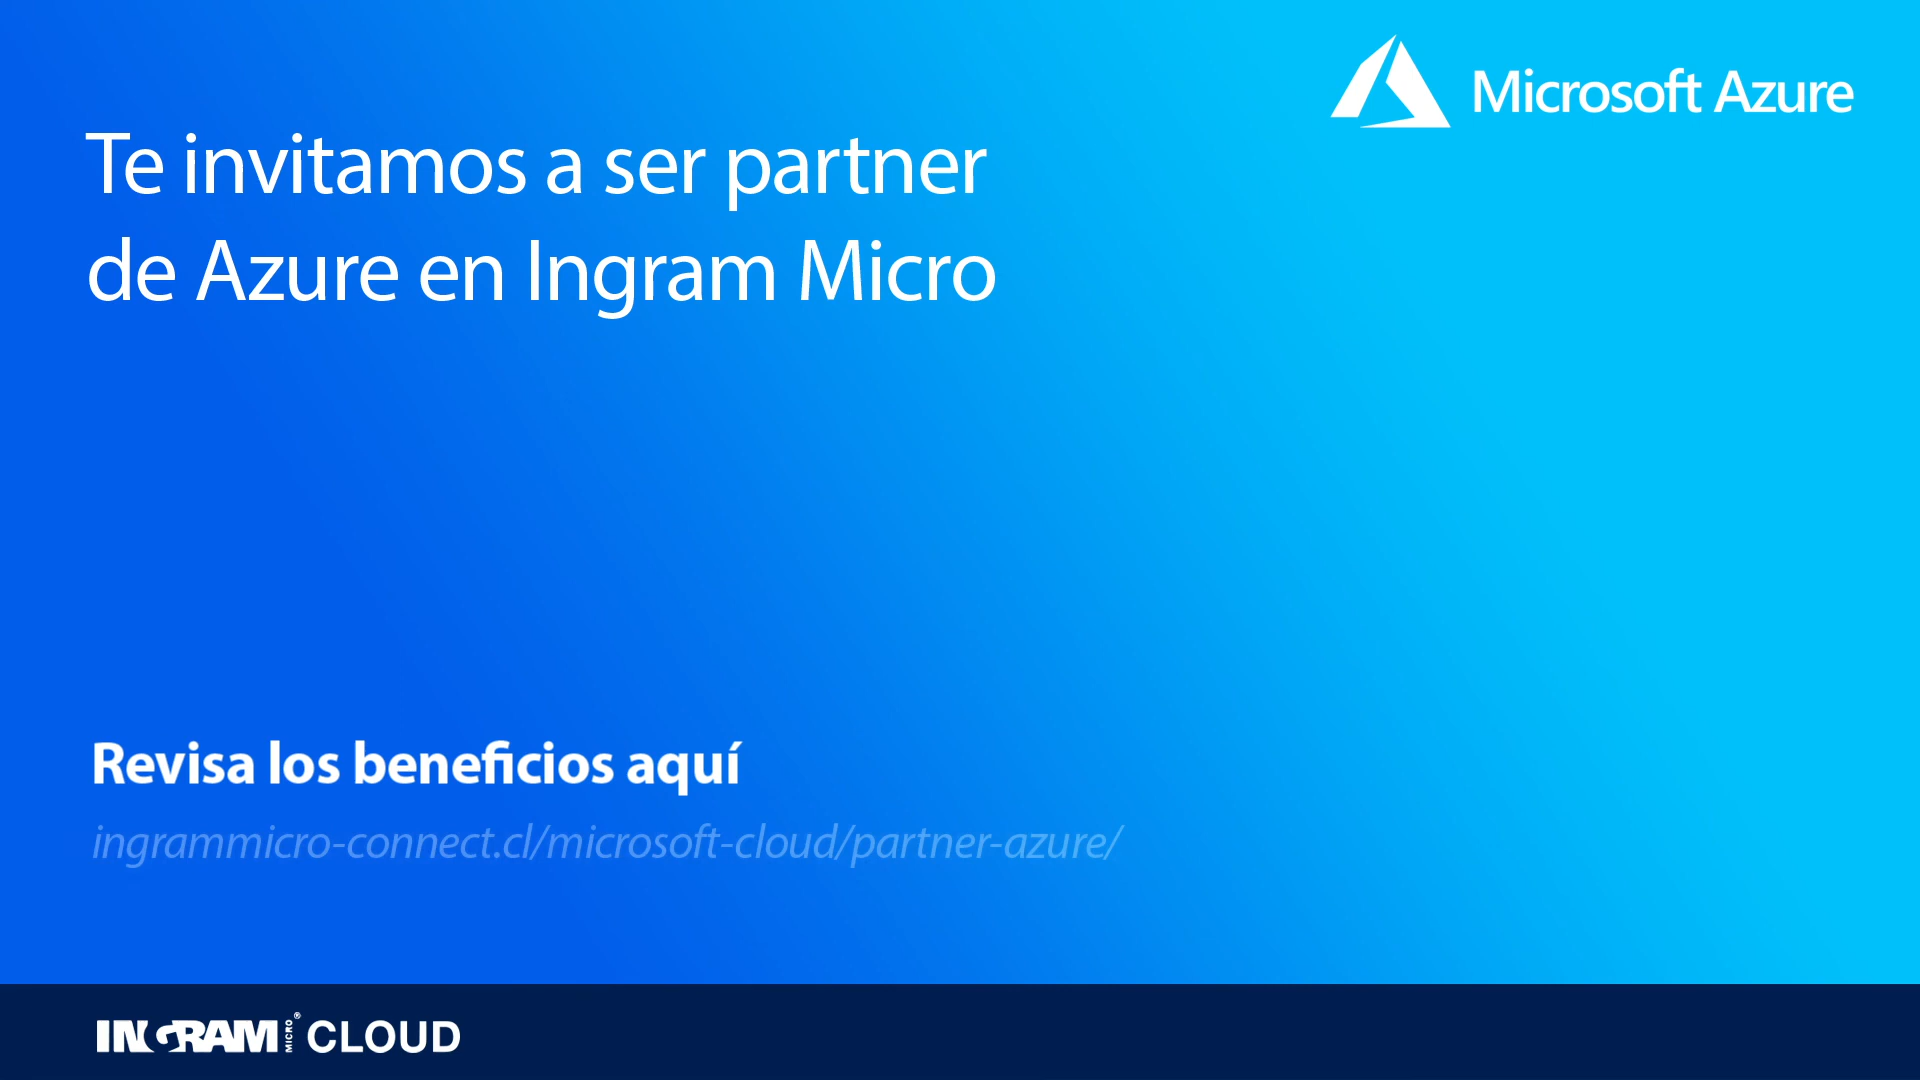 Microsoft Azure
Te invitamos a ser partner
de Azure en Ingram Micro
Revisa los beneficios aquí
ingrammicro-connect.cl/microsoft-cloud/partner-azure/
INGRAM MICRO® CLOUD